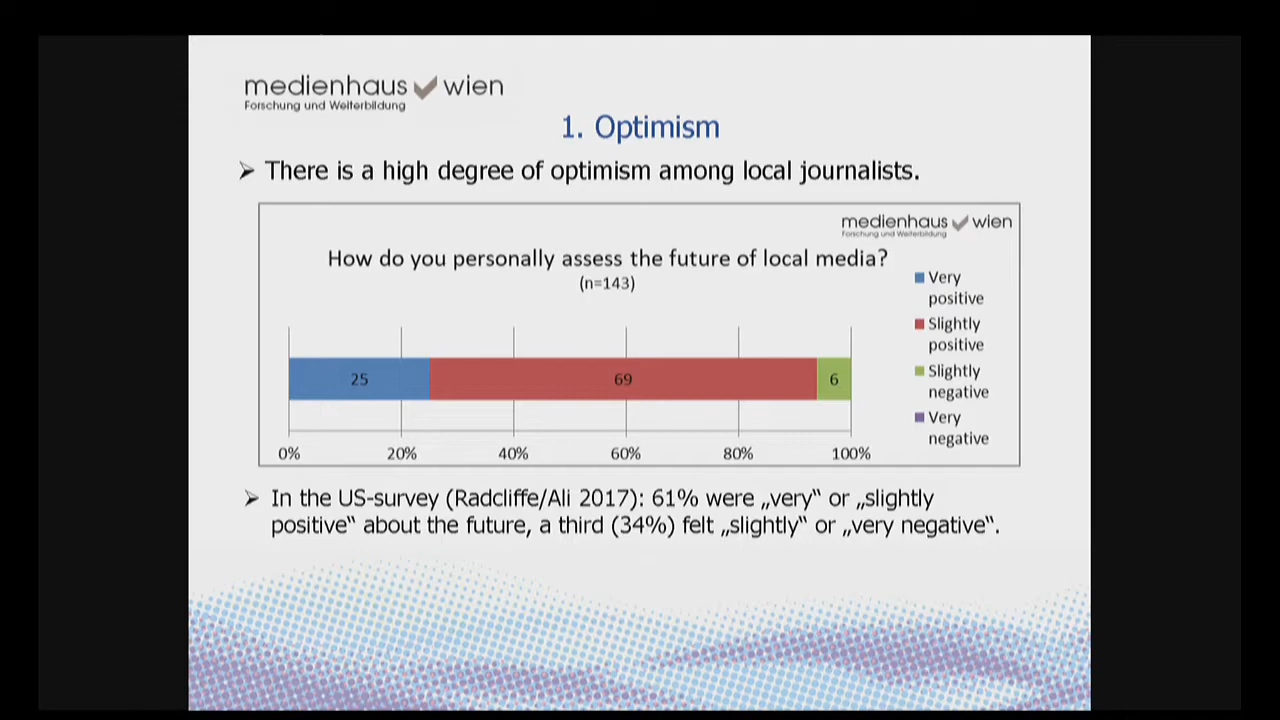 medienhaus wien
Forschung und Weiterbildung
1. Optimism
There is a high degree of optimism among local journalists.
medienhaus wien
Forschung und Weiterbildung
How do you personally assess the future of local media?
(n=143)
Very
positive
Slightly
positive
Slightly
negative
Very
negative
25 69 6
0% 20% 40% 60% 80% 100%
In the US-survey (Radcliffe/Ali 2017): 61% were „very“ or „slightly
positive“ about the future, a third (34%) felt „slightly“ or „very negative“.